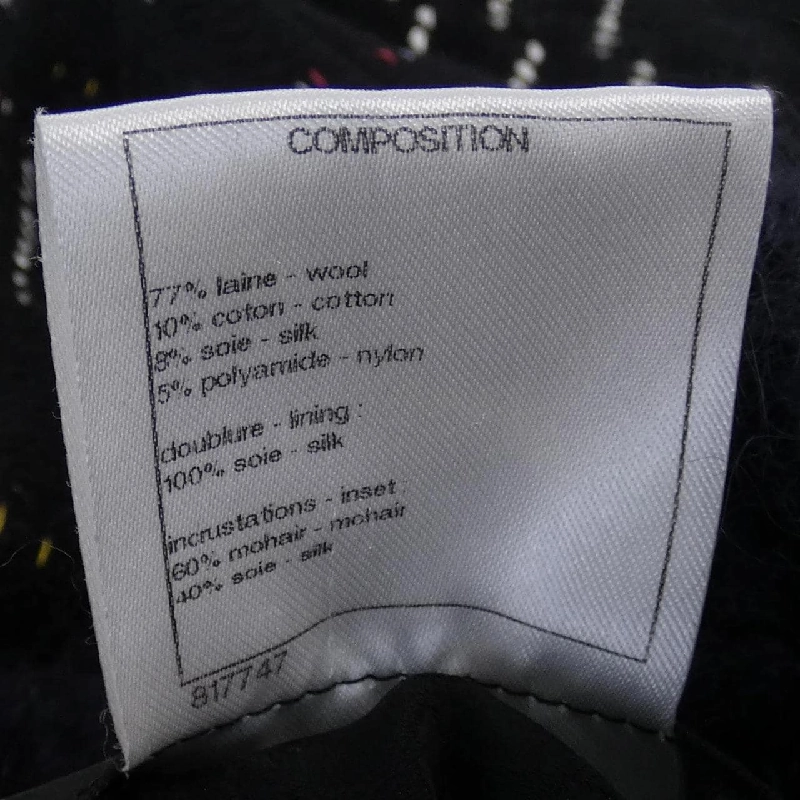 COMPOSITION
77% laine - wool
10% coton - cotton
8% soie - silk
5% polyamide - nylon
doublure - lining :
100% soie - silk
incrustations - inset
60% mohair - mohair
40% soie - silk
817747